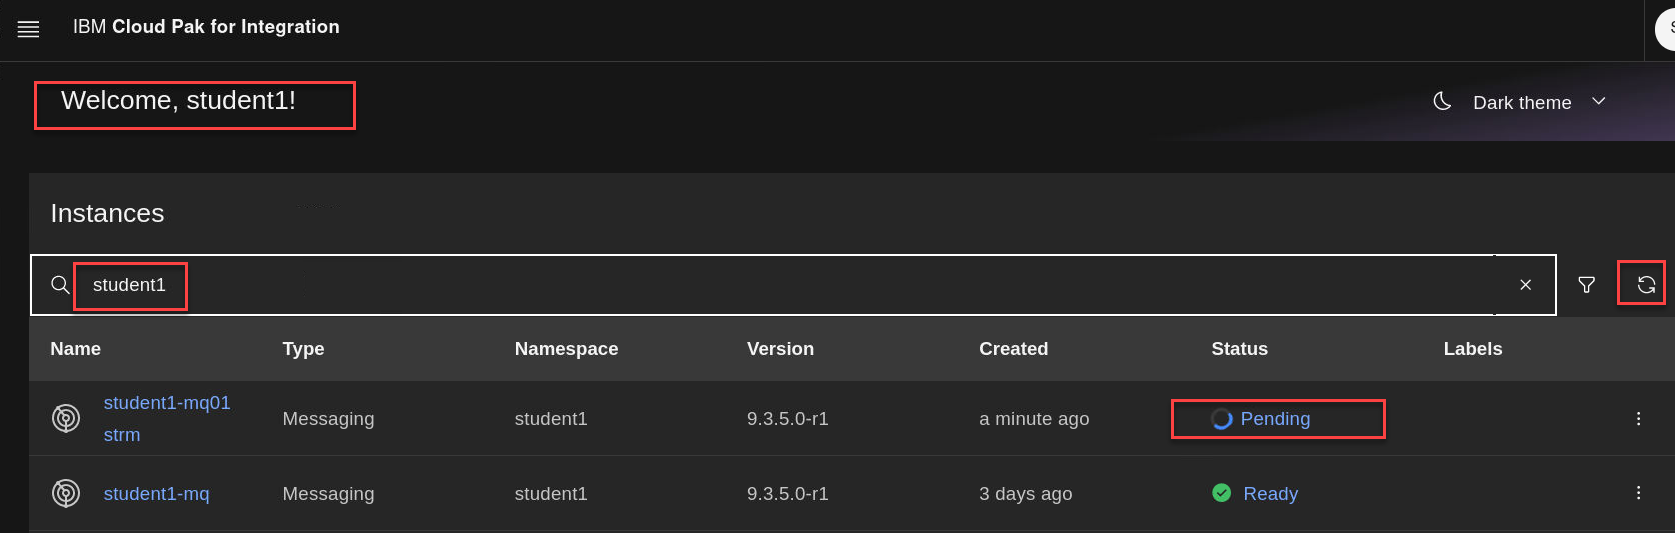 IBM Cloud Pak for Integration
Welcome, student1!
Dark theme
Instances
student1
Name Type Namespace Version Created Status Labels
student1-mq01
strm Messaging student1 9.3.5.0-r1 a minute ago Pending
student1-mq Messaging student1 9.3.5.0-r1 3 days ago Ready